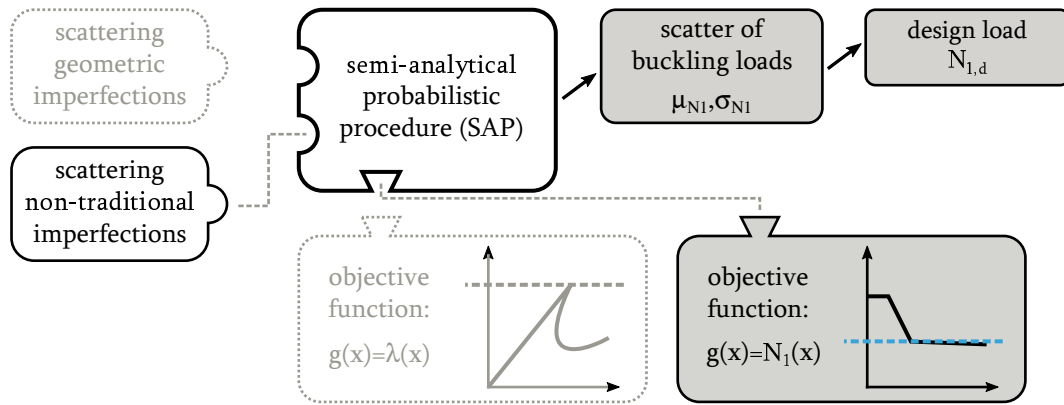 scattering
geometric
imperfections
scattering
non-traditional
imperfections
semi-analytical
probabilistic
procedure (SAP)
scatter of
buckling loads
μN1,σN1
design load
N1,d
objective
function:
g(x)=λ(x)
objective
function:
g(x)=N1(x)